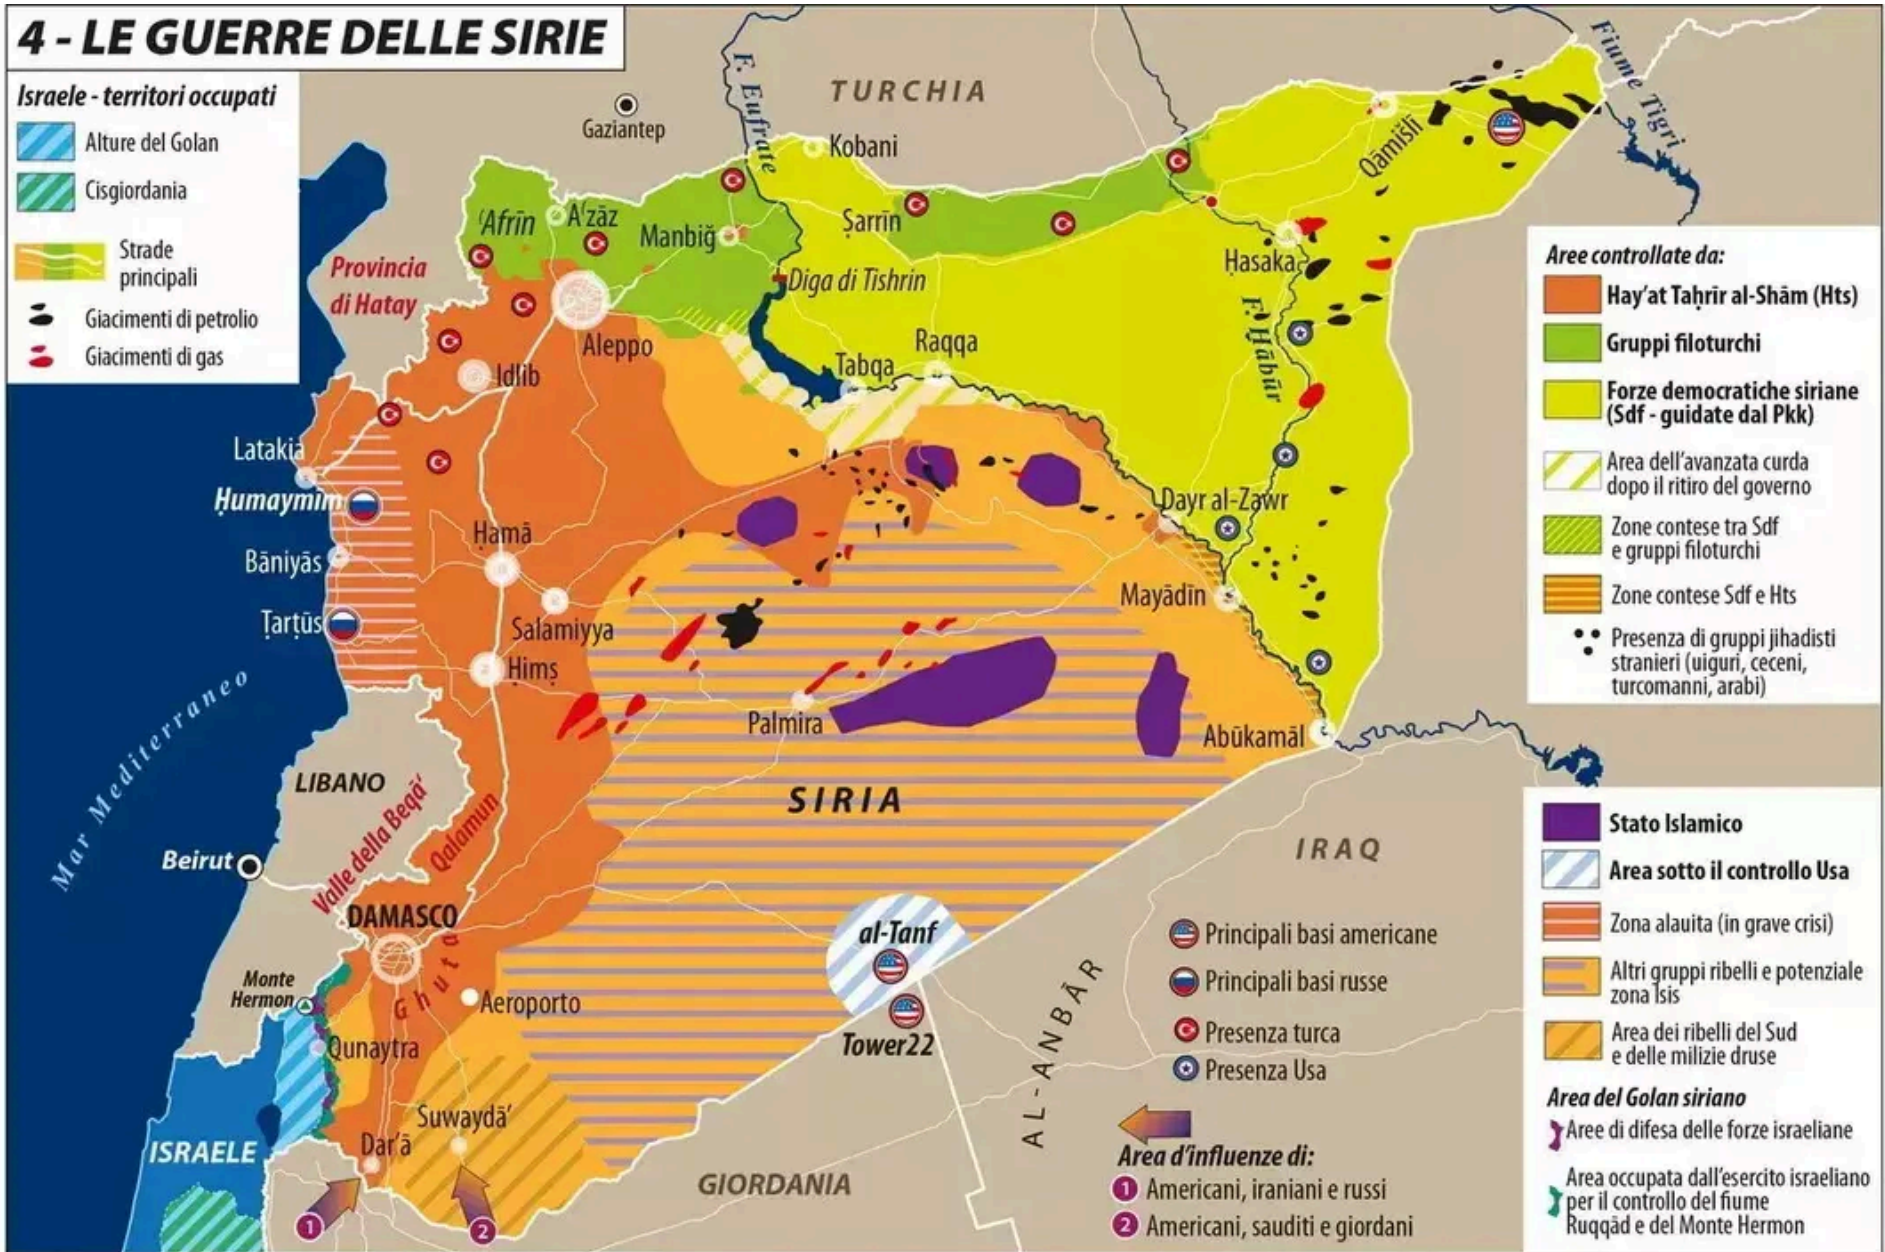 4 - LE GUERRE DELLE SIRIE
Israele - territori occupati
Alture del Golan
Cisgiordania
Strade
principali
Giacimenti di petrolio
Giacimenti di gas
TURCHIA
F. Eufrate
Fiume Tigri
Gaziantep
Kobani
Qāmišlī
ʿAfrīn
Aʿzāz
Manbiğ
Ṣarrīn
Ḥasaka
Provincia
di Hatay
Diga di Tishrin
F. Ḫābūr
Aleppo
Idlib
Tabqa
Raqqa
Latakia
Ḥumaymīm
Bāniyās
Ṭarṭūs
Ḥamā
Salamiyya
Ḥimṣ
Dayr al-Zawr
Mayādīn
Palmira
Abūkamāl
SIRIA
Mar Mediterraneo
LIBANO
Beirut
Valle della Beqāʿ
Qalamun
DAMASCO
Ghuta
Monte
Hermon
Aeroporto
Qunaytra
al-Tanf
Tower22
IRAQ
AL-ANBĀR
Suwaydāʾ
Darʿā
ISRAELE
GIORDANIA
1
2
Aree controllate da:
Hay’at Taḥrīr al-Shām (Hts)
Gruppi filoturchi
Forze democratiche siriane
(Sdf - guidate dal Pkk)
Area dell’avanzata curda
dopo il ritiro del governo
Zone contese tra Sdf
e gruppi filoturchi
Zone contese Sdf e Hts
Presenza di gruppi jihadisti
stranieri (uiguri, ceceni,
turcomanni, arabi)
Stato Islamico
Area sotto il controllo Usa
Zona alauita (in grave crisi)
Altri gruppi ribelli e potenziale
zona Isis
Area dei ribelli del Sud
e delle milizie druse
Area del Golan siriano
Aree di difesa delle forze israeliane
Area occupata dall’esercito israeliano
per il controllo del fiume
Ruqqād e del Monte Hermon
Principali basi americane
Principali basi russe
Presenza turca
Presenza Usa
Area d’influenze di:
1 Americani, iraniani e russi
2 Americani, sauditi e giordani